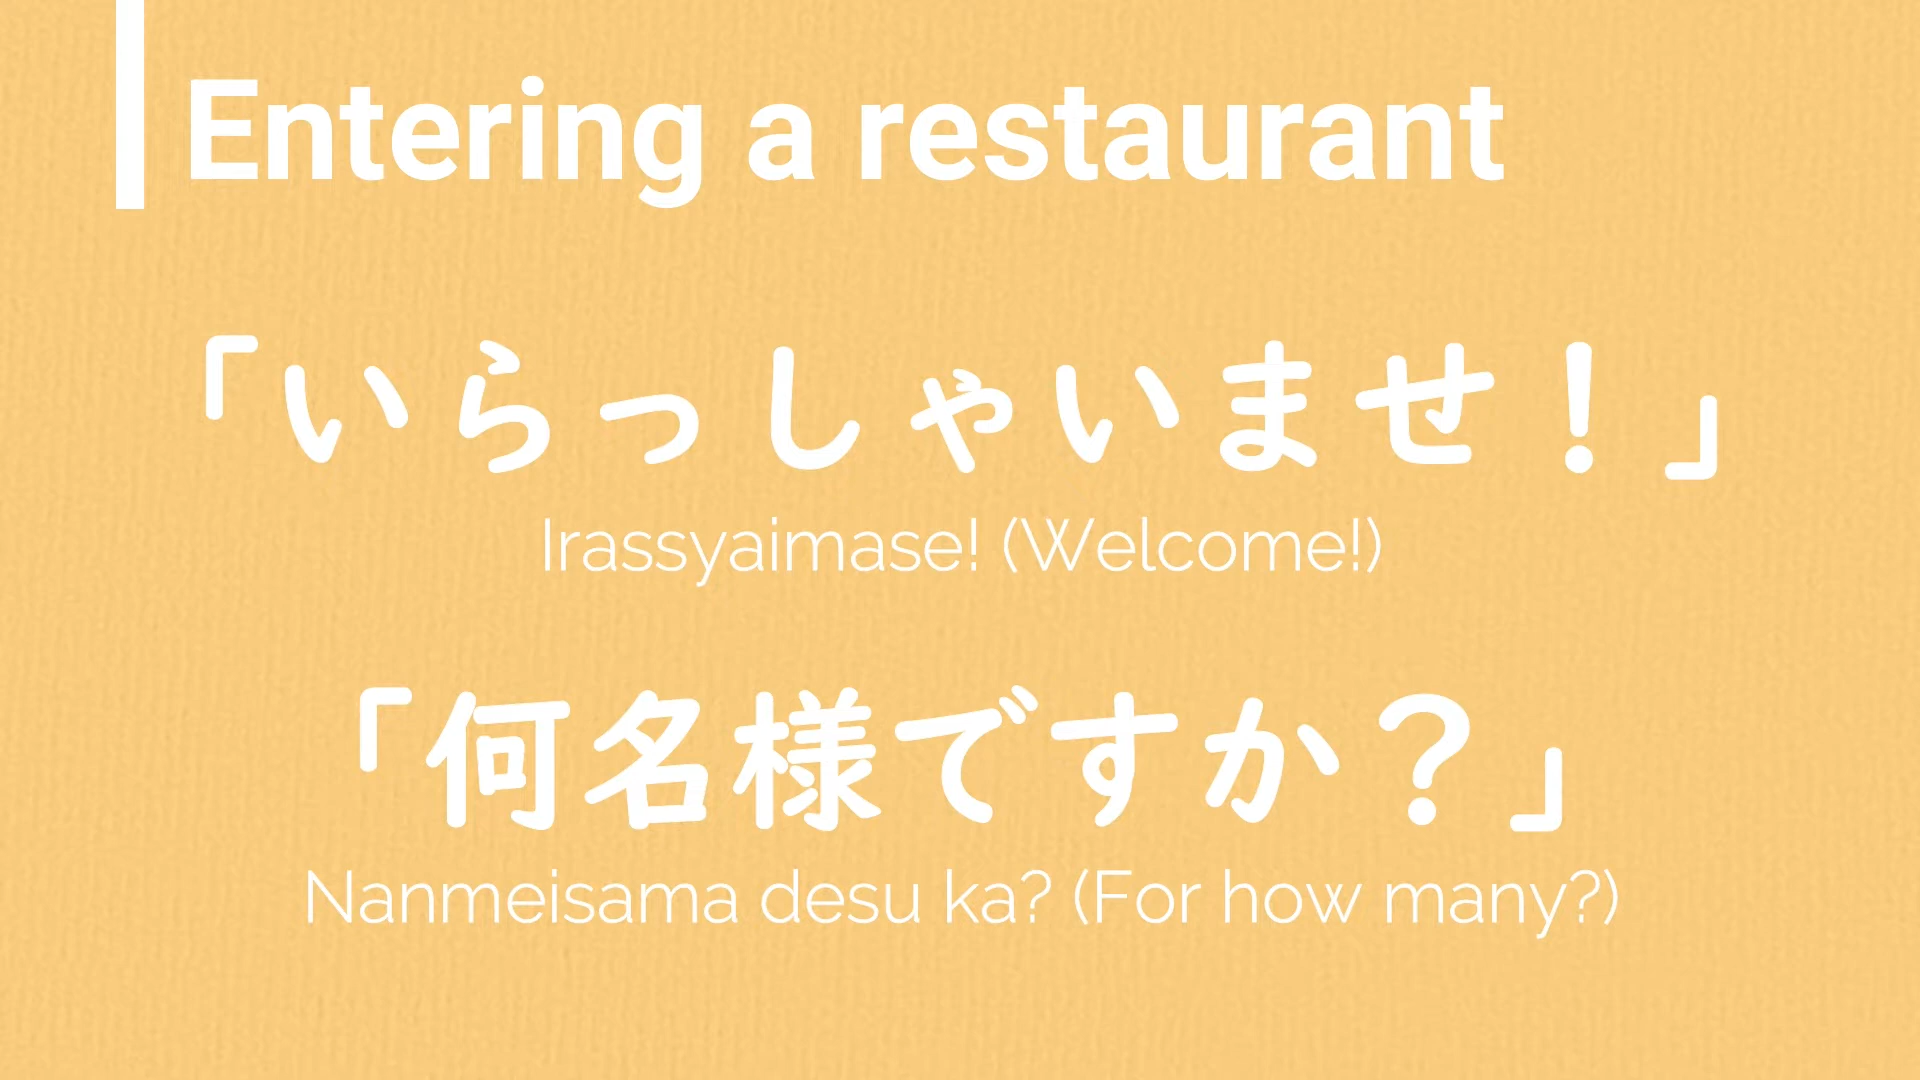 Entering a restaurant
「いらっしゃいませ！」
Irassyaimase! (Welcome!)
「何名様ですか？」
Nanmeisama desu ka? (For how many?)